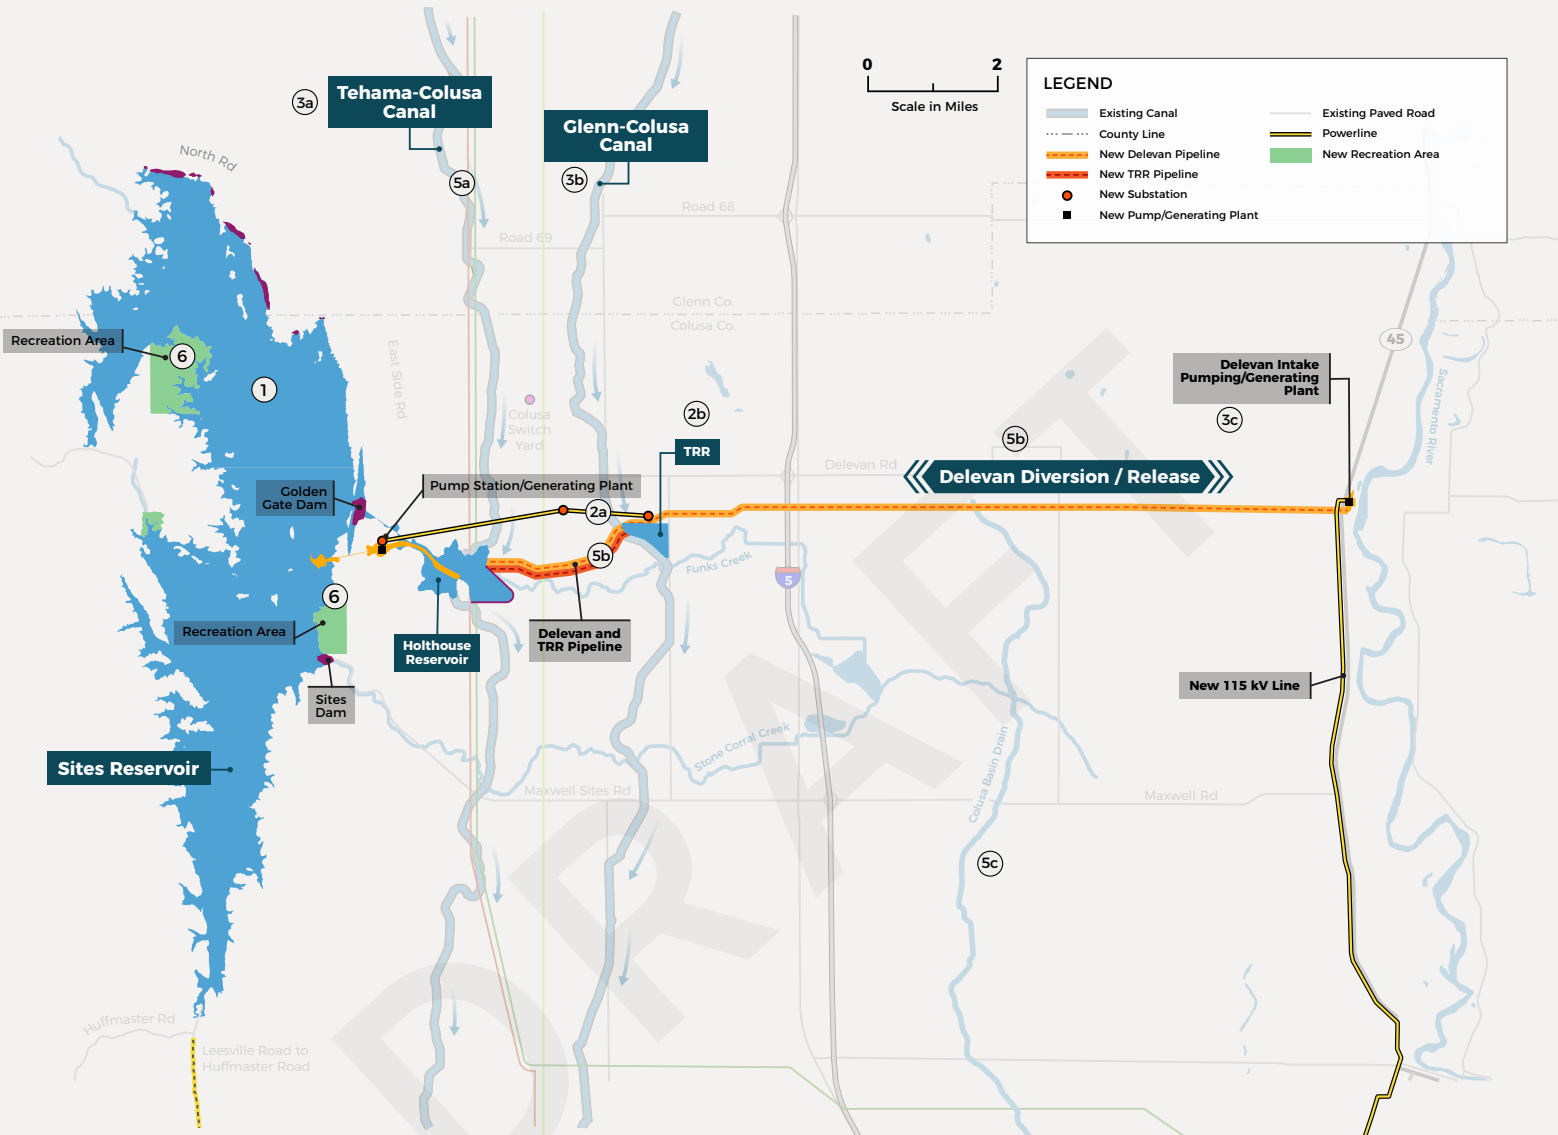 0
2
Scale in Miles
LEGEND
Existing Canal
County Line
New Delevan Pipeline
New TRR Pipeline
New Substation
New Pump/Generating Plant
Existing Paved Road
Powerline
New Recreation Area
3a
Tehama-Colusa
Canal
Glenn-Colusa
Canal
North Rd
5a
3b
Road 68
Road 69
Glenn Co.
Colusa Co.
Recreation Area
6
1
East Side Rd
45
Delevan Intake
Pumping/Generating
Plant
3c
Sacramento River
Colusa
Switch
Yard
2b
TRR
5b
Delevan Rd
Delevan Diversion / Release
Pump Station/Generating Plant
Golden
Gate Dam
2a
5b
Funks Creek
5
6
Recreation Area
Holthouse
Reservoir
Delevan and
TRR Pipeline
Sites
Dam
New 115 kV Line
Stone Corral Creek
Colusa Basin Drain
Sites Reservoir
Maxwell Sites Rd
Maxwell Rd
5c
Huffmaster Rd
Leesville Road to
Huffmaster Road
DRAFT